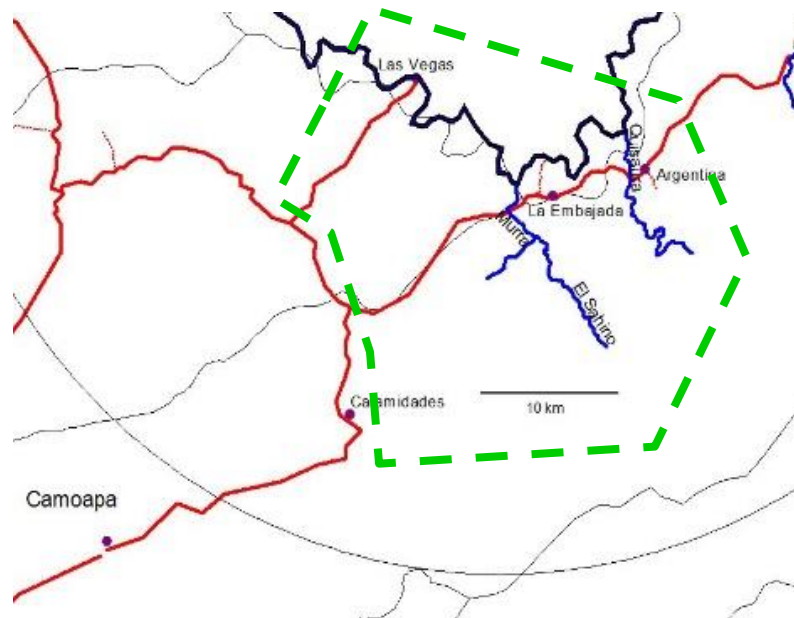 Las Vegas
Quisaura
Argentina
La Embajada
Murra
El Sahino
10 km
Calamidades
Camoapa